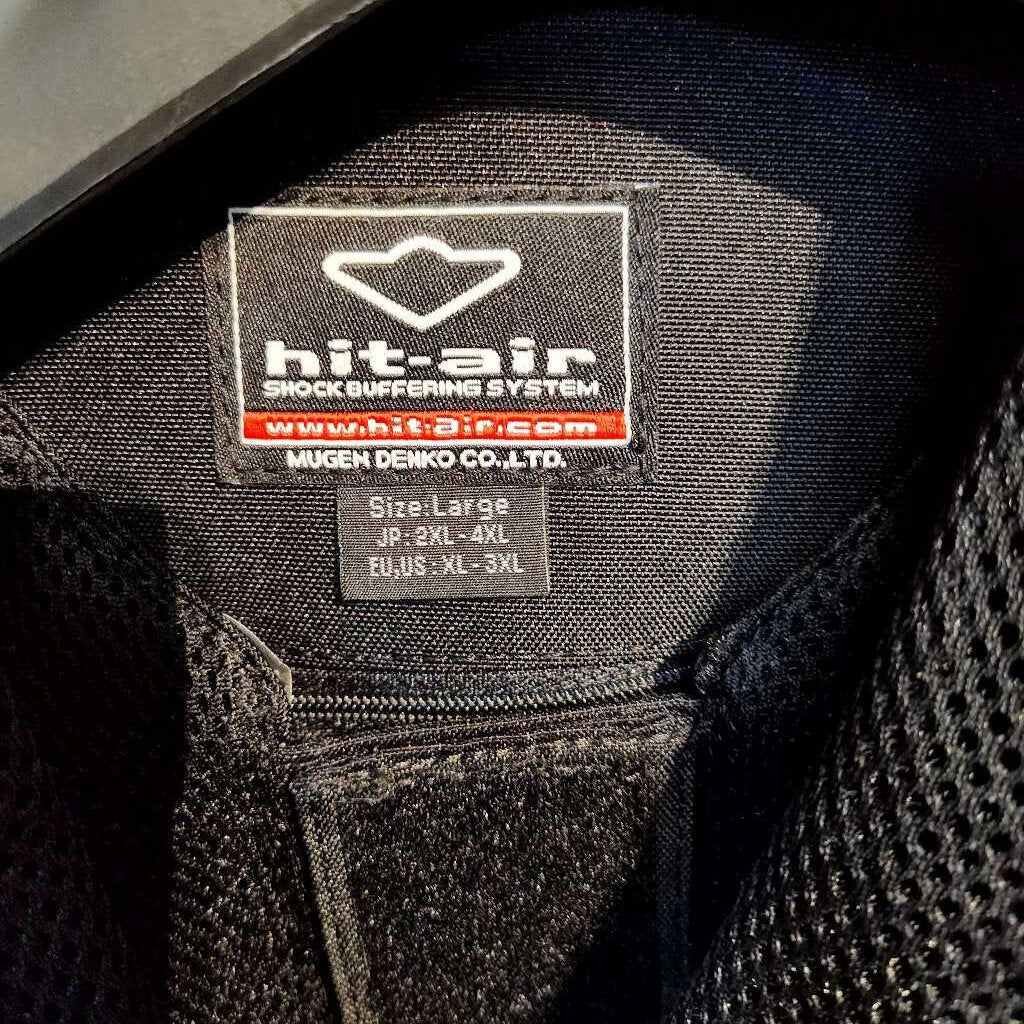 hit-air
SHOCK BUFFERING SYSTEM
www.hit-air.com
MUGEN DENKO CO.,LTD.
Size:Large
JP - 2XL - 4XL
EU,US - XL - 3XL